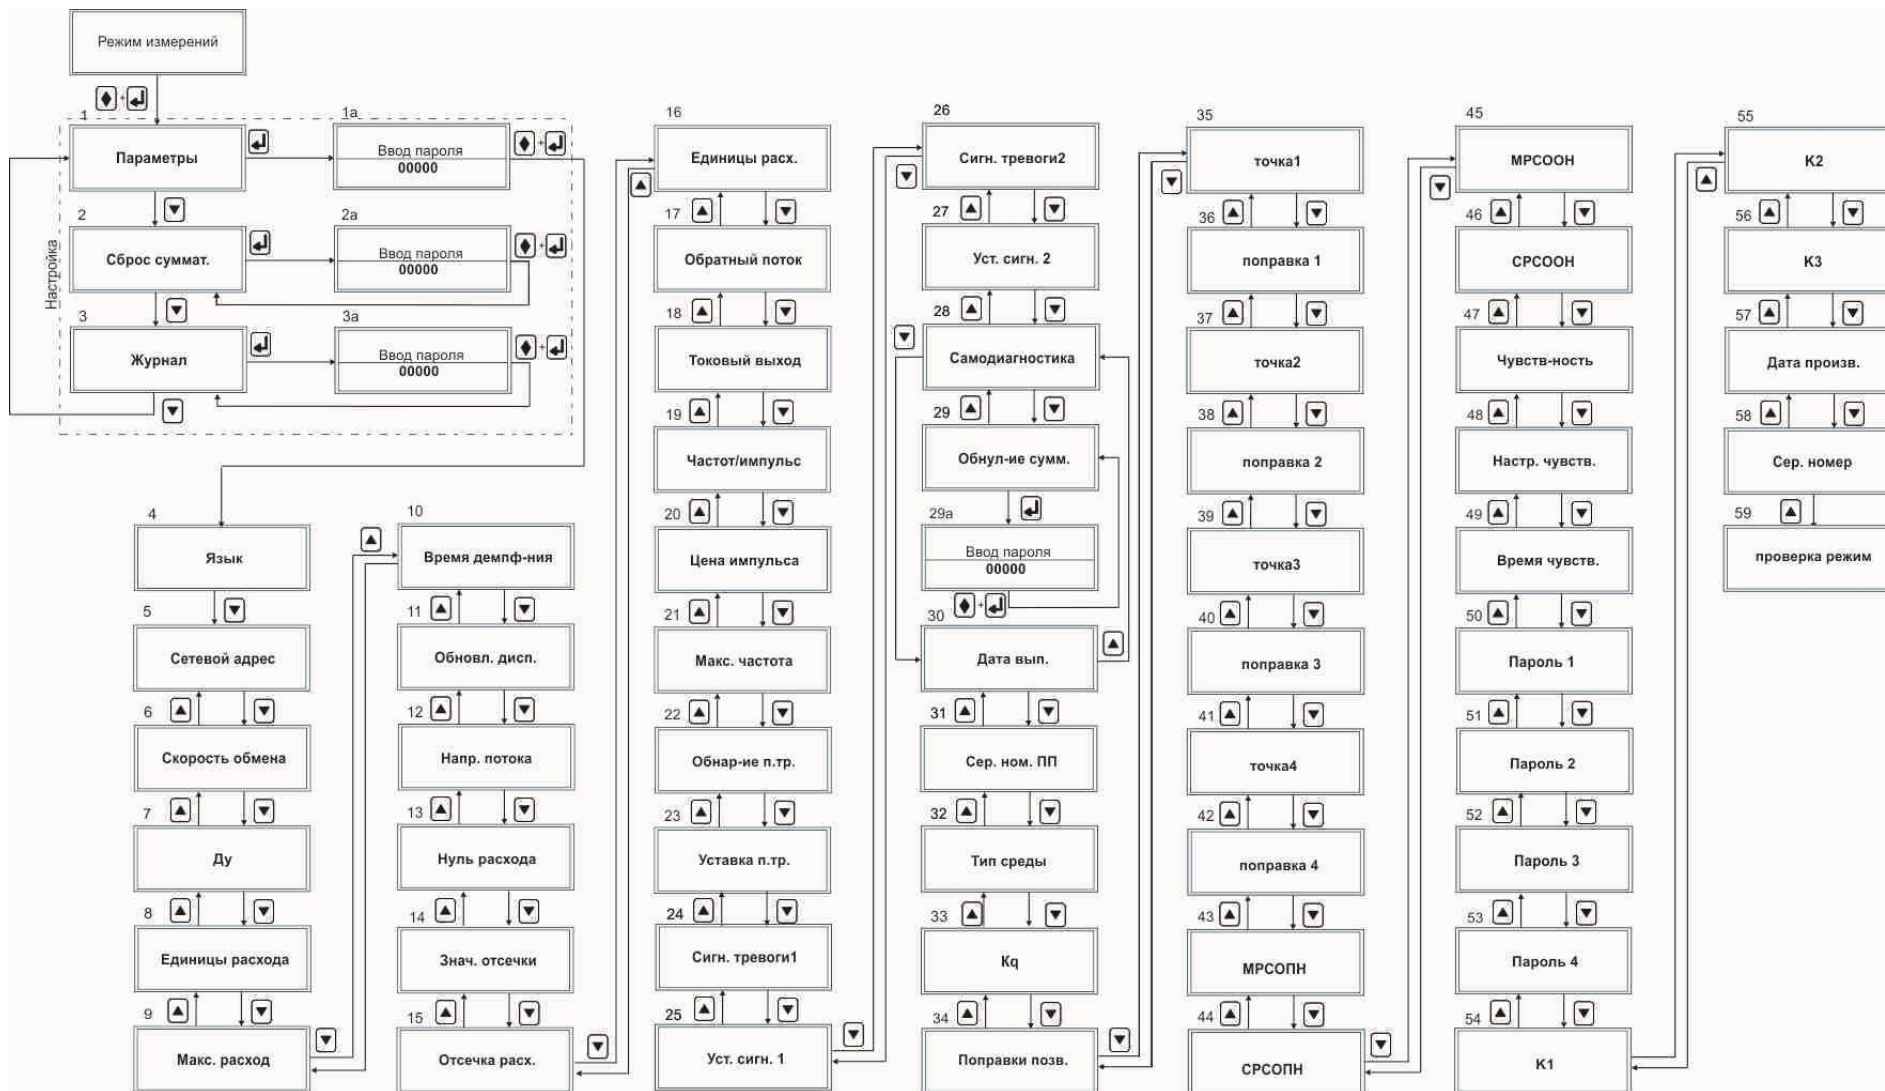 Режим измерений
+
Настройка
1
Параметры
1а
Ввод пароля
00000
+
2
Сброс суммат.
2а
Ввод пароля
00000
+
3
Журнал
3а
Ввод пароля
00000
+
4
Язык
5
Сетевой адрес
6
Скорость обмена
7
Ду
8
Единицы расхода
9
Макс. расход
10
Время демпф-ния
11
Обновл. дисп.
12
Напр. потока
13
Нуль расхода
14
Знач. отсечки
15
Отсечка расх.
16
Единицы расх.
17
Обратный поток
18
Токовый выход
19
Частот/импульс
20
Цена импульса
21
Макс. частота
22
Обнар-ие п.тр.
23
Уставка п.тр.
24
Сигн. тревоги1
25
Уст. сигн. 1
26
Сигн. тревоги2
27
Уст. сигн. 2
28
Самодиагностика
29
Обнул-ие сумм.
29а
Ввод пароля
00000
+
30
Дата вып.
31
Сер. ном. ПП
32
Тип среды
33
Kq
34
Поправки позв.
35
точка1
36
поправка 1
37
точка2
38
поправка 2
39
точка3
40
поправка 3
41
точка4
42
поправка 4
43
МРСОПН
44
СРСОПН
45
МРСООН
46
СРСООН
47
Чувств-ность
48
Настр. чувств.
49
Время чувств.
50
Пароль 1
51
Пароль 2
52
Пароль 3
53
Пароль 4
54
К1
55
К2
56
К3
57
Дата произв.
58
Сер. номер
59
проверка режим